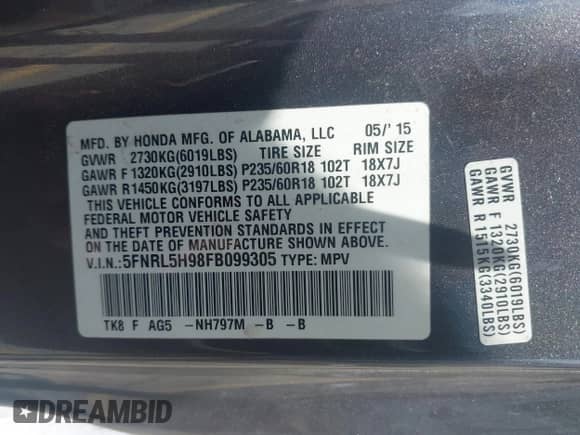 MFD. BY HONDA MFG. OF ALABAMA, LLC 05/' 15
GVWR 2730KG(6019LBS) TIRE SIZE RIM SIZE
GAWR F 1320KG(2910LBS) P235/60R18 102T 18X7J
GAWR R 1450KG(3197LBS) P235/60R18 102T 18X7J
THIS VEHICLE CONFORMS TO ALL APPLICABLE
FEDERAL MOTOR VEHICLE SAFETY
AND THEFT PREVENTION STANDARDS IN EFFECT
ON THE DATE OF MANUFACTURE SHOWN ABOVE.
V.I.N.:5FNRL5H98FB099305 TYPE: MPV
TK8 F AG5 -NH797M -B -B
GVWR 2730KG(6019LBS)
GAWR F 1320KG(2910LBS)
GAWR R 1515KG(3340LBS)
DREAMBID